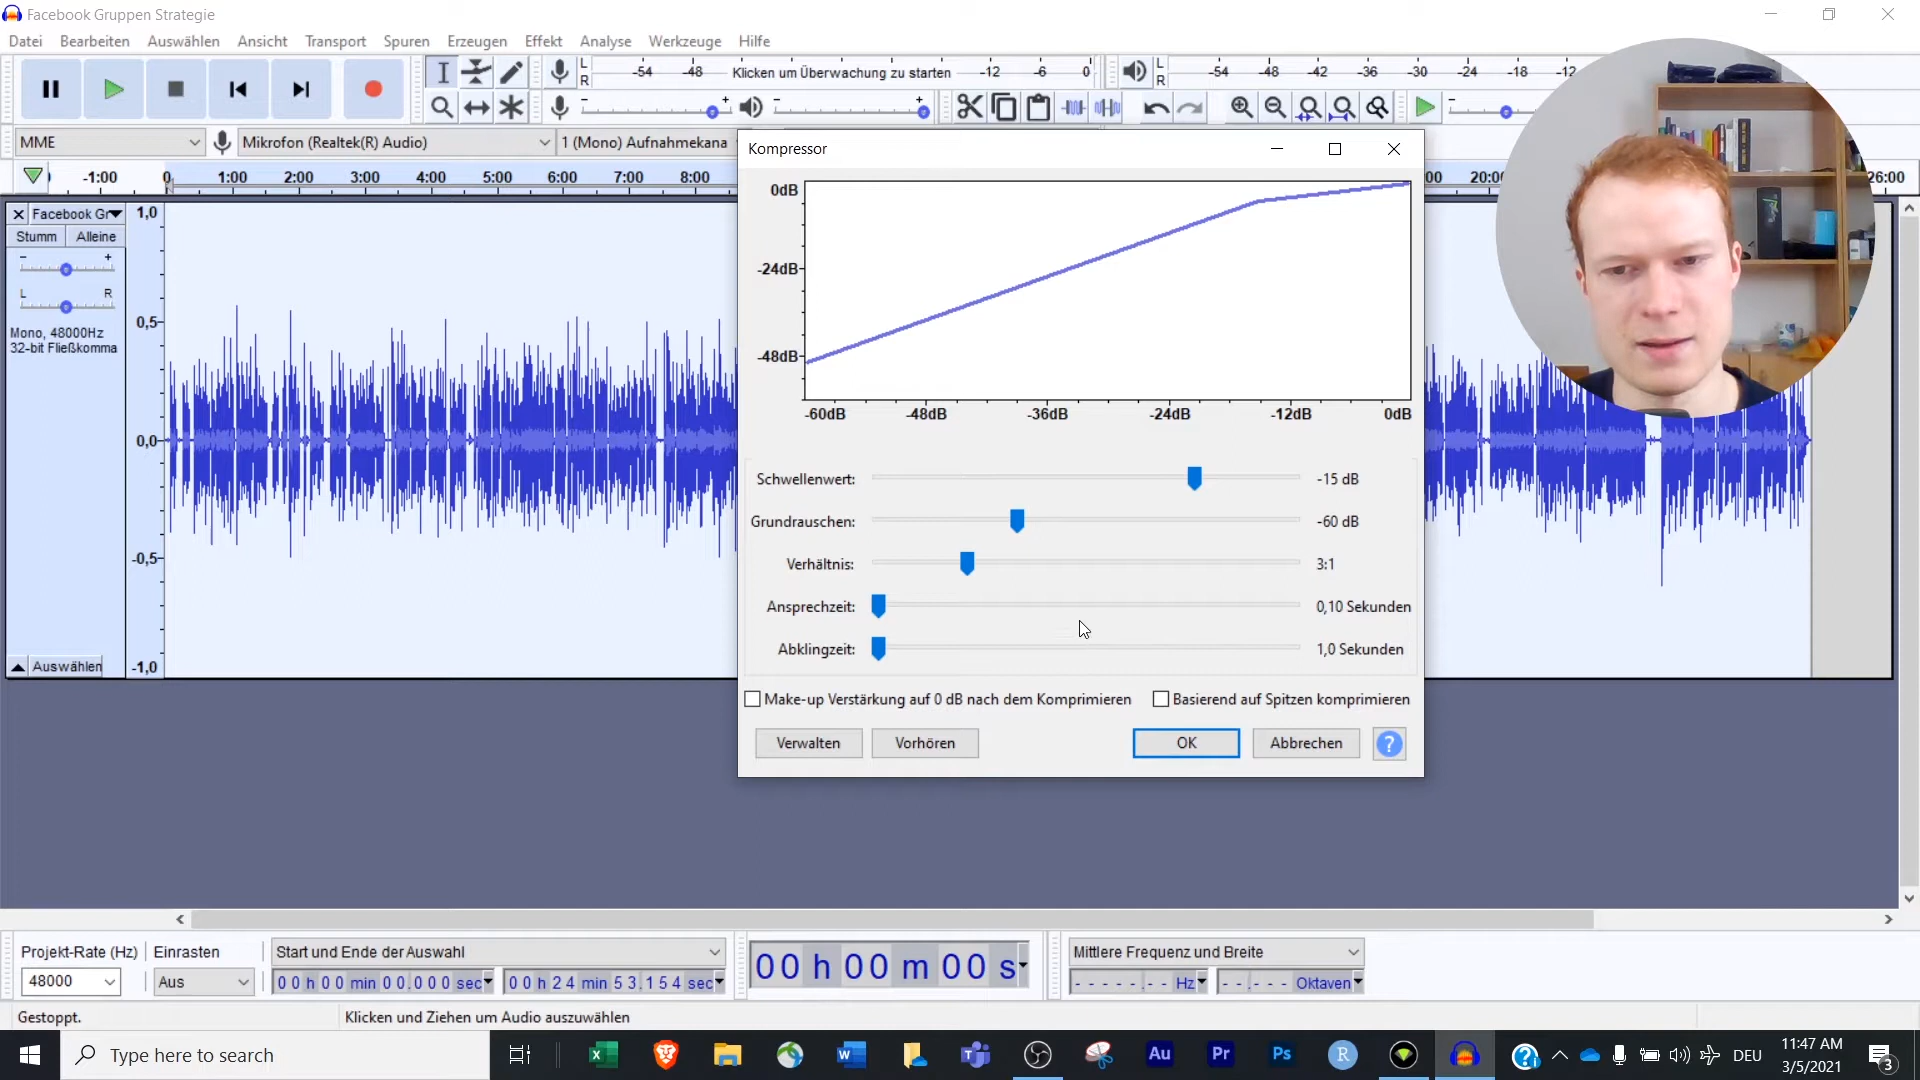 Facebook Gruppen Strategie
Datei Bearbeiten Auswählen Ansicht Transport Spuren Erzeugen Effekt Analyse Werkzeuge Hilfe
L R -54 -48 Klicken um Überwachung zu starten -12 -6 0 L R -54 -48 -42 -36 -30 -24 -18 -12
MME Mikrofon (Realtek(R) Audio) 1 (Mono) Aufnahmekana
-1:00 0 1:00 2:00 3:00 4:00 5:00 6:00 7:00 8:00 00 20:0 26:00
Facebook Gr
Stumm Alleine
- +
L R
Mono, 48000Hz
32-bit Fließkomma
Auswählen
1,0
0,5
0,0
-0,5
-1,0
Kompressor
0dB
-24dB
-48dB
-60dB -48dB -36dB -24dB -12dB 0dB
Schwellenwert: -15 dB
Grundrauschen: -60 dB
Verhältnis: 3:1
Ansprechzeit: 0,10 Sekunden
Abklingzeit: 1,0 Sekunden
Make-up Verstärkung auf 0 dB nach dem Komprimieren Basierend auf Spitzen komprimieren
Verwalten Vorhören OK Abbrechen ?
Projekt-Rate (Hz) Einrasten Start und Ende der Auswahl
48000 Aus 00 h 00 min 00.000 sec 00 h 24 min 53.154 sec
00 h 00 m 00 s
Mittlere Frequenz und Breite
-----.-- Hz --.--- Oktaven
Gestoppt. Klicken und Ziehen um Audio auszuwählen
Type here to search
Au Pr Ps R
DEU
11:47 AM
3/5/2021
3